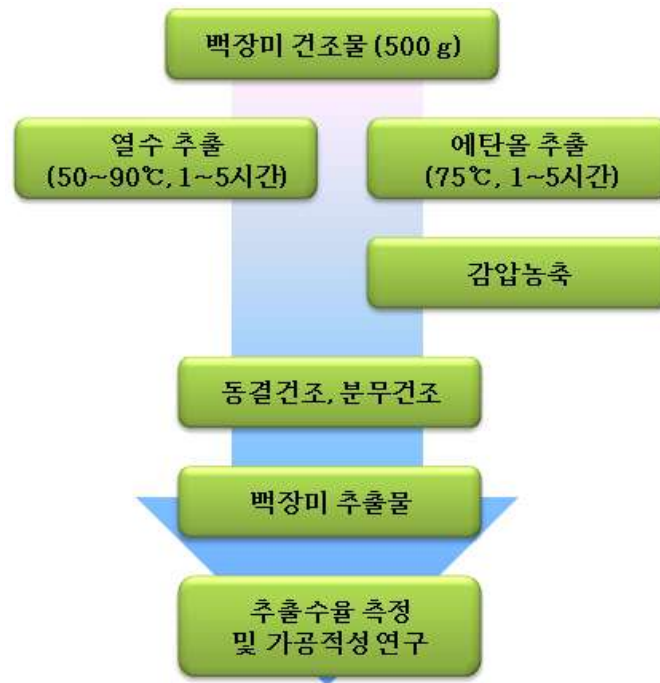 백장미 건조물 (500 g)
열수 추출
(50~90℃, 1~5시간)
에탄올 추출
(75℃, 1~5시간)
감압농축
동결건조, 분무건조
백장미 추출물
추출수율 측정
및 가공적성 연구